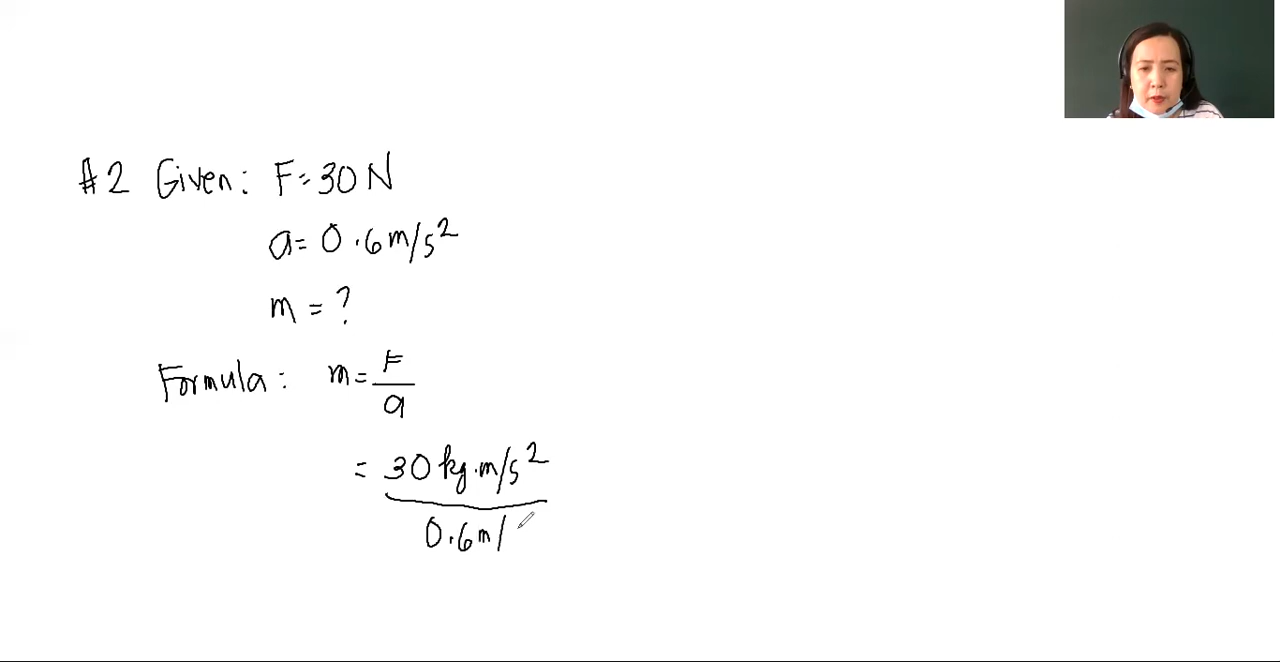 #2 Given: F = 30 N
a = 0.6 m/s²
m = ?
Formula: m = F/a
= 30 kg·m/s²
0.6 m/